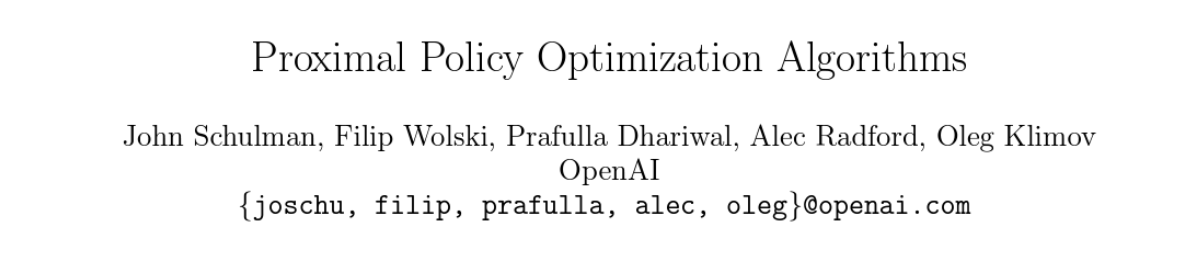 Proximal Policy Optimization Algorithms
John Schulman, Filip Wolski, Prafulla Dhariwal, Alec Radford, Oleg Klimov
OpenAI
{joschu, filip, prafulla, alec, oleg}@openai.com